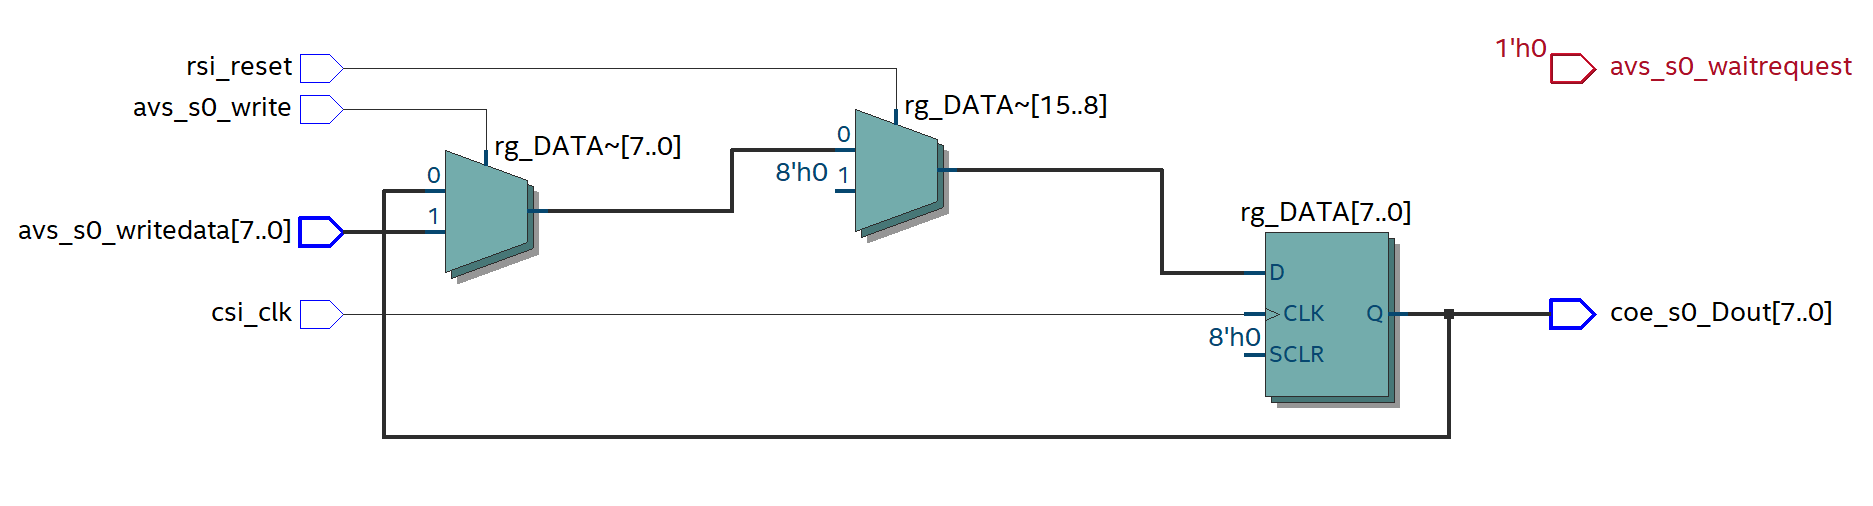 rsi_reset
1'h0
avs_s0_waitrequest
avs_s0_write
rg_DATA~[15..8]
rg_DATA~[7..0]
0
8'h0
1
0
1
avs_s0_writedata[7..0]
rg_DATA[7..0]
D
csi_clk
CLK
Q
coe_s0_Dout[7..0]
8'h0
SCLR